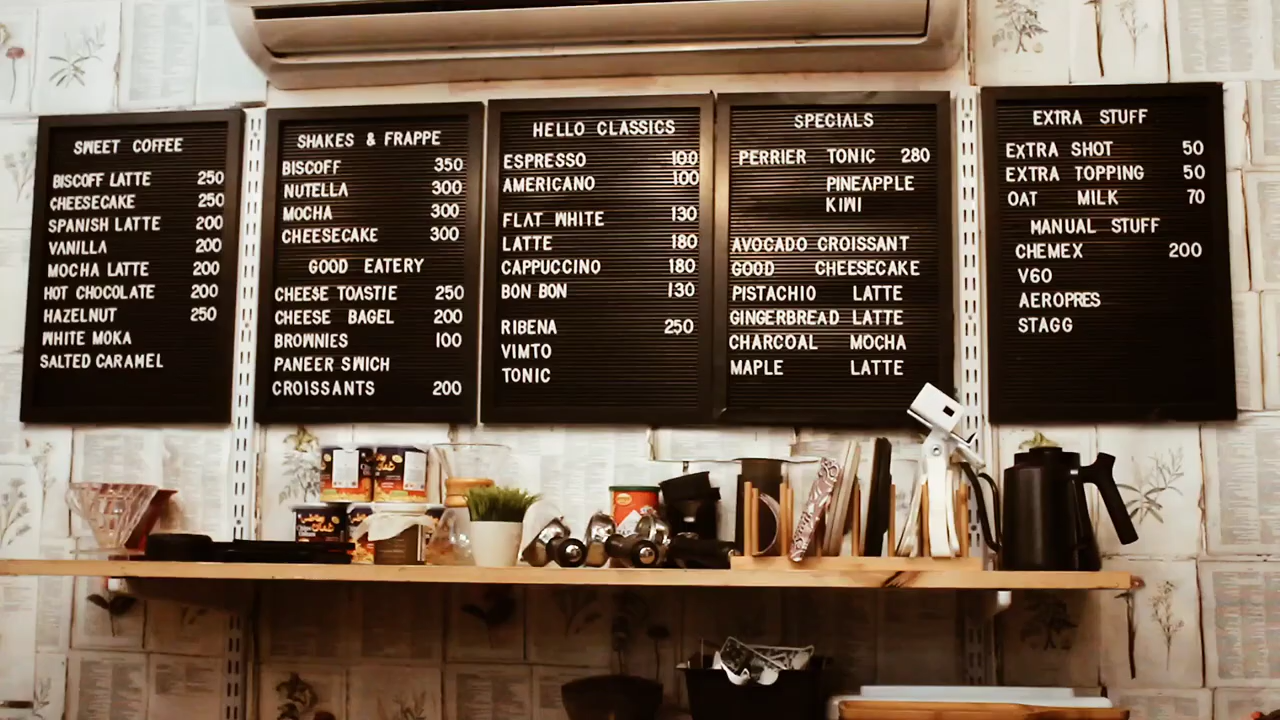 SWEET COFFEE
BISCOFF LATTE 250
CHEESECAKE 250
SPANISH LATTE 200
VANILLA 200
MOCHA LATTE 200
HOT CHOCOLATE 200
HAZELNUT 250
WHITE MOKA
SALTED CARAMEL
SHAKES & FRAPPE
BISCOFF 350
NUTELLA 300
MOCHA 300
CHEESECAKE 300
GOOD EATERY
CHEESE TOASTIE 250
CHEESE BAGEL 200
BROWNIES 100
PANEER SWICH
CROISSANTS 200
HELLO CLASSICS
ESPRESSO 100
AMERICANO 100
FLAT WHITE 130
LATTE 180
CAPPUCCINO 180
BON BON 130
RIBENA 250
VIMTO
TONIC
SPECIALS
PERRIER TONIC 280
PINEAPPLE
KIWI
AVOCADO CROISSANT
GOOD CHEESECAKE
PISTACHIO LATTE
GINGERBREAD LATTE
CHARCOAL MOCHA
MAPLE LATTE
EXTRA STUFF
EXTRA SHOT 50
EXTRA TOPPING 50
OAT MILK 70
MANUAL STUFF
CHEMEX 200
V60
AEROPRES
STAGG